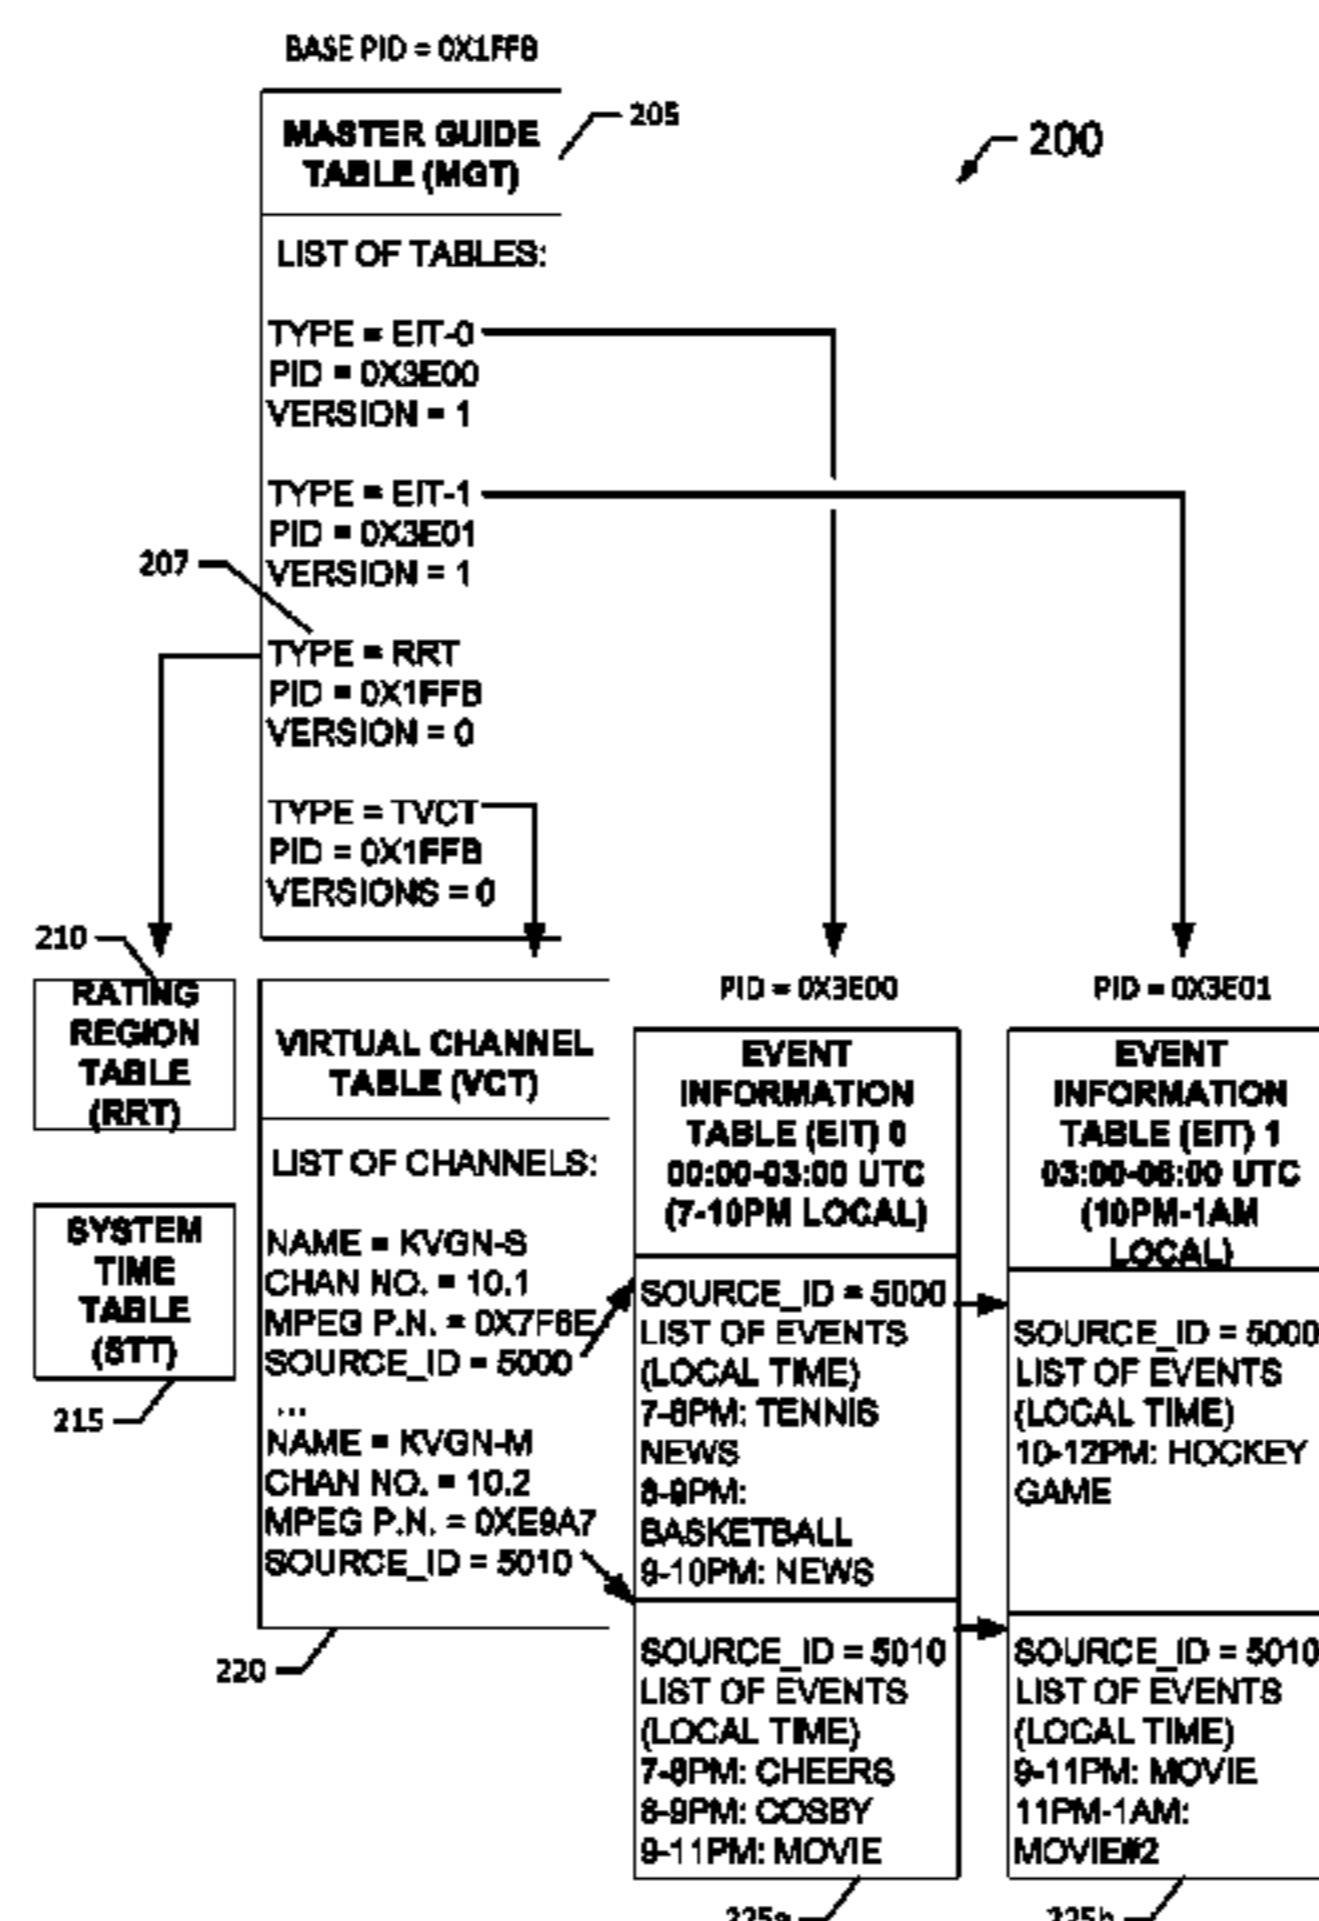 BASE PID = 0X1FFB
MASTER GUIDE
TABLE (MGT)
205
200
LIST OF TABLES:
TYPE = EIT-0
PID = 0X3E00
VERSION = 1
TYPE = EIT-1
PID = 0X3E01
VERSION = 1
207
TYPE = RRT
PID = 0X1FFB
VERSION = 0
TYPE = TVCT
PID = 0X1FFB
VERSIONS = 0
210
RATING
REGION
TABLE
(RRT)
SYSTEM
TIME
TABLE
(STT)
215
VIRTUAL CHANNEL
TABLE (VCT)
LIST OF CHANNELS:
NAME = KVGN-S
CHAN NO. = 10.1
MPEG P.N. = 0X7F6E
SOURCE_ID = 5000
...
NAME = KVGN-M
CHAN NO. = 10.2
MPEG P.N. = 0XE9A7
SOURCE_ID = 5010
220
PID = 0X3E00
EVENT
INFORMATION
TABLE (EIT) 0
00:00-03:00 UTC
(7-10PM LOCAL)
SOURCE_ID = 5000
LIST OF EVENTS
(LOCAL TIME)
7-8PM: TENNIS
NEWS
8-9PM:
BASKETBALL
9-10PM: NEWS
SOURCE_ID = 5010
LIST OF EVENTS
(LOCAL TIME)
7-8PM: CHEERS
8-9PM: COSBY
9-11PM: MOVIE
225a
PID = 0X3E01
EVENT
INFORMATION
TABLE (EIT) 1
03:00-06:00 UTC
(10PM-1AM
LOCAL)
SOURCE_ID = 5000
LIST OF EVENTS
(LOCAL TIME)
10-12PM: HOCKEY
GAME
SOURCE_ID = 5010
LIST OF EVENTS
(LOCAL TIME)
9-11PM: MOVIE
11PM-1AM:
MOVIE#2
225b